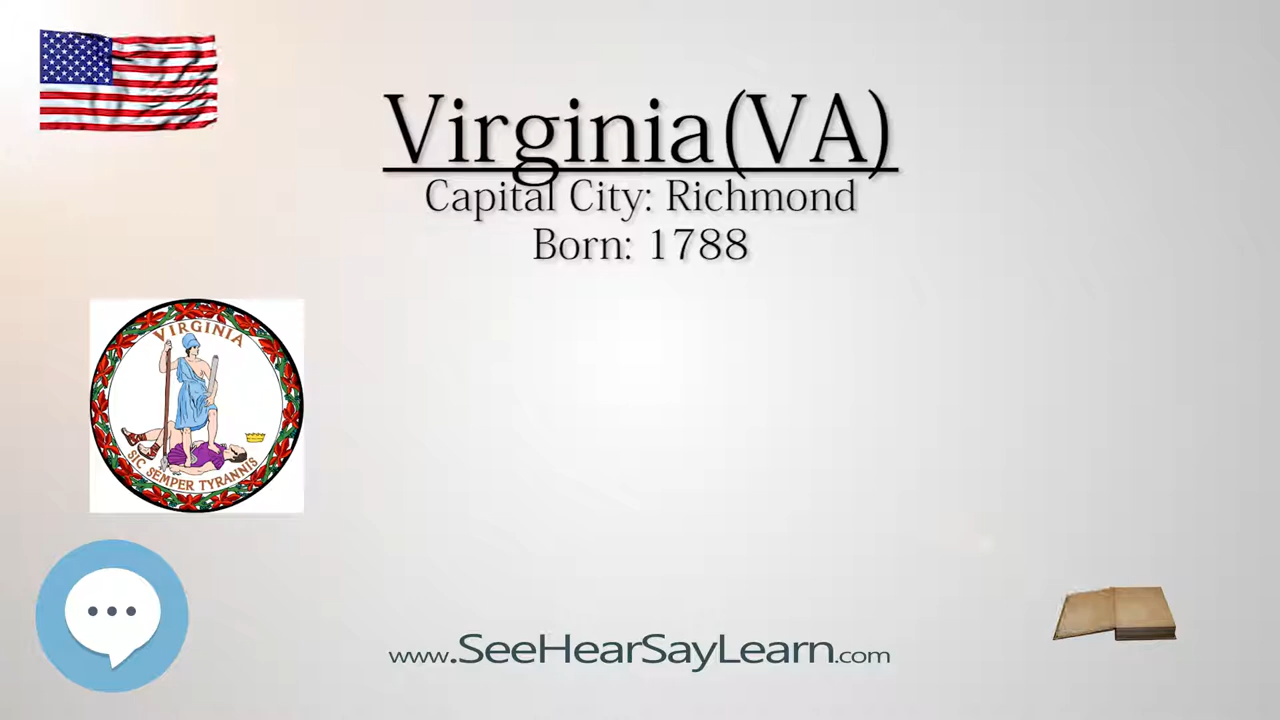 Virginia(VA)
Capital City: Richmond
Born: 1788
VIRGINIA
SIC SEMPER TYRANNIS
www.SeeHearSayLearn.com